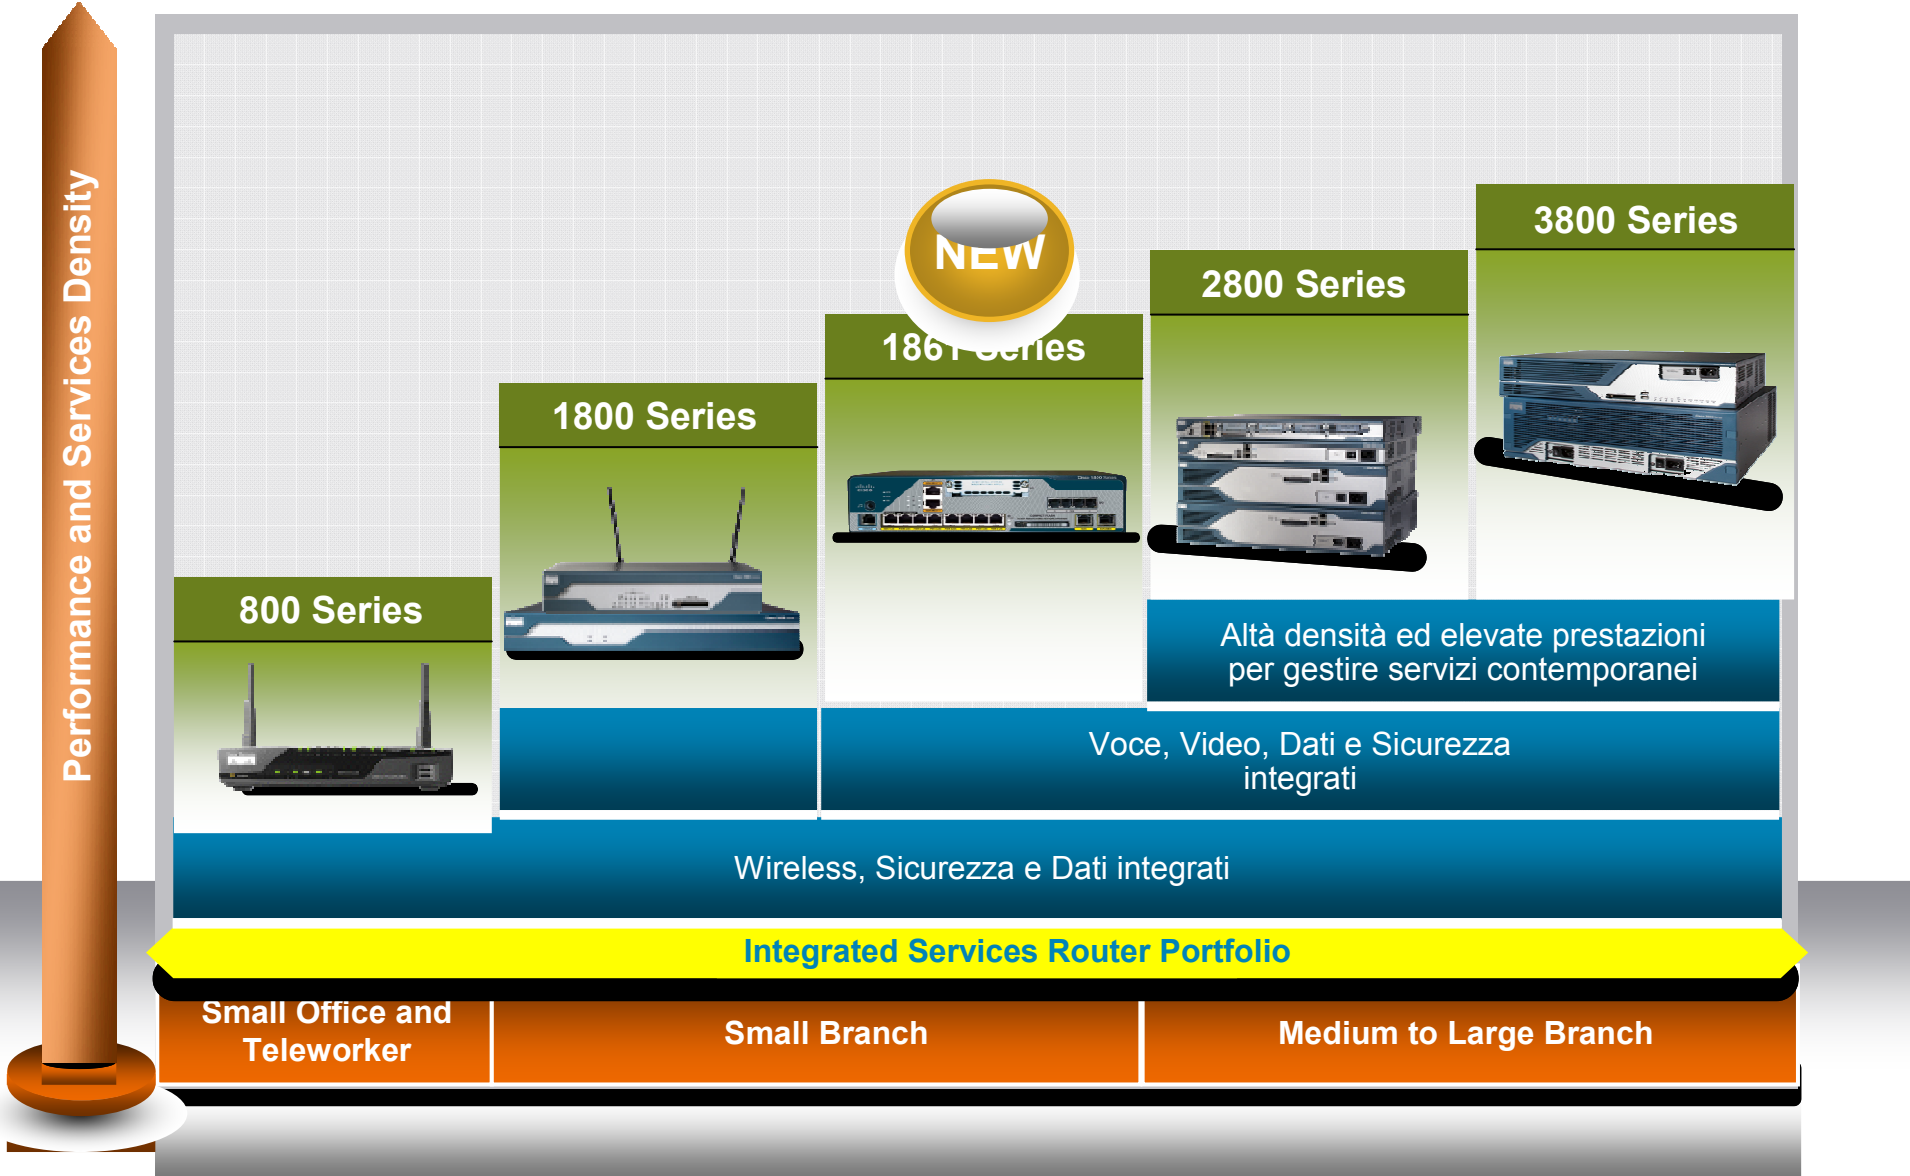 Performance and Services Density
NEW
3800 Series
2800 Series
1861 Series
1800 Series
800 Series
Altà densità ed elevate prestazioni
per gestire servizi contemporanei
Voce, Video, Dati e Sicurezza
integrati
Wireless, Sicurezza e Dati integrati
Integrated Services Router Portfolio
Small Office and
Teleworker
Small Branch
Medium to Large Branch